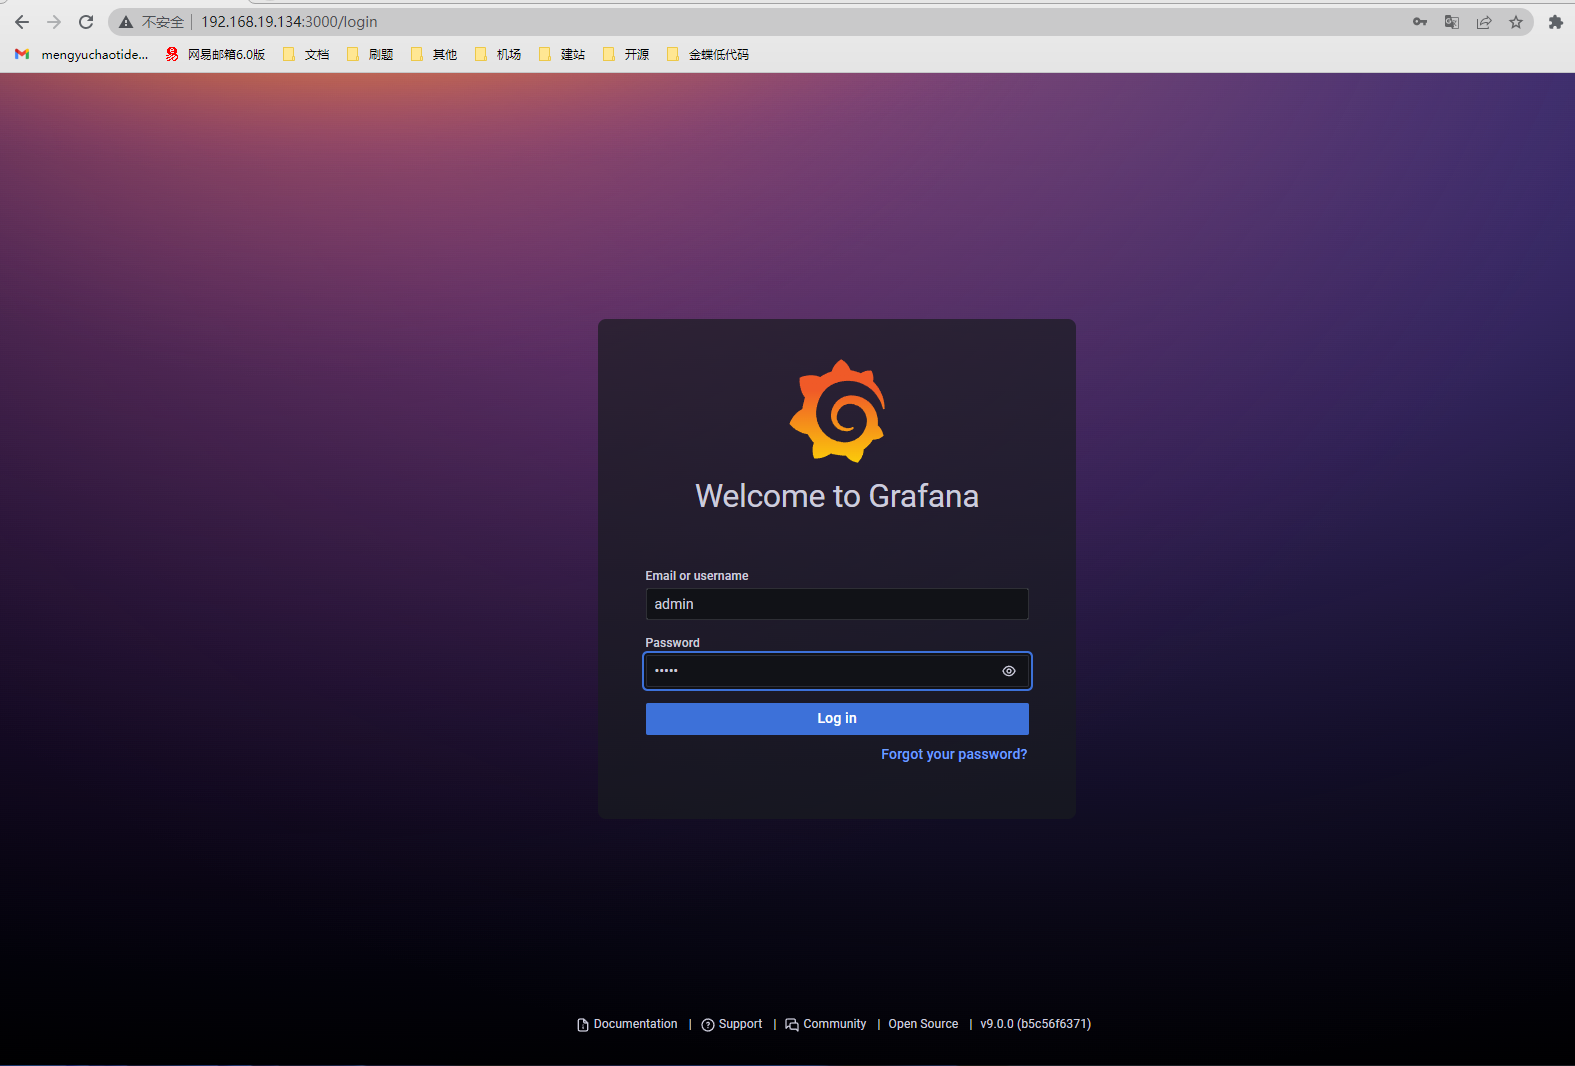 不安全 | 192.168.19.134:3000/login
mengyuchaotide... 网易邮箱6.0版 文档 刷题 其他 机场 建站 开源 金蝶低代码
Welcome to Grafana
Email or username
admin
Password
•••••
Log in
Forgot your password?
Documentation | Support | Community | Open Source | v9.0.0 (b5c56f6371)